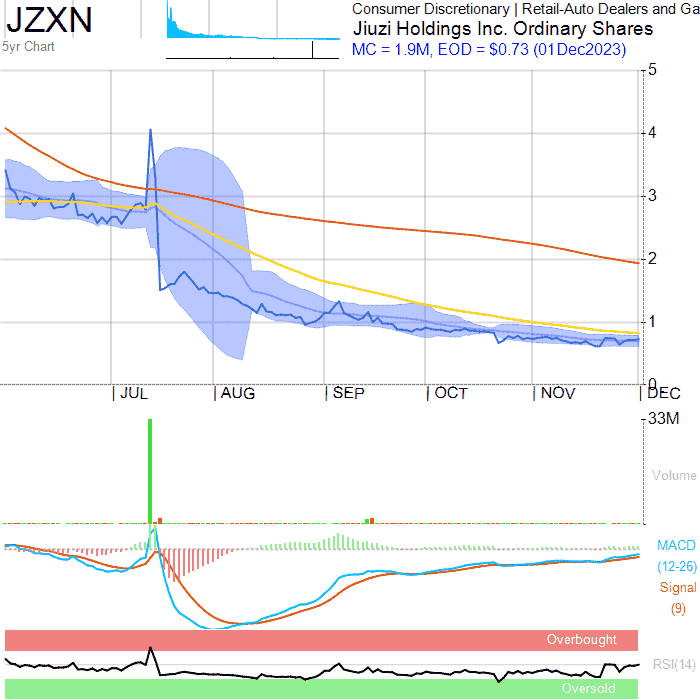 JZXN
5yr Chart
Consumer Discretionary | Retail-Auto Dealers and Ga
Jiuzi Holdings Inc. Ordinary Shares
MC = 1.9M, EOD = $0.73 (01Dec2023)
5
4
3
2
1
0
JUL
AUG
SEP
OCT
NOV
DEC
33M
Volume
MACD
(12-26)
Signal
(9)
Overbought
RSI(14)
Oversold